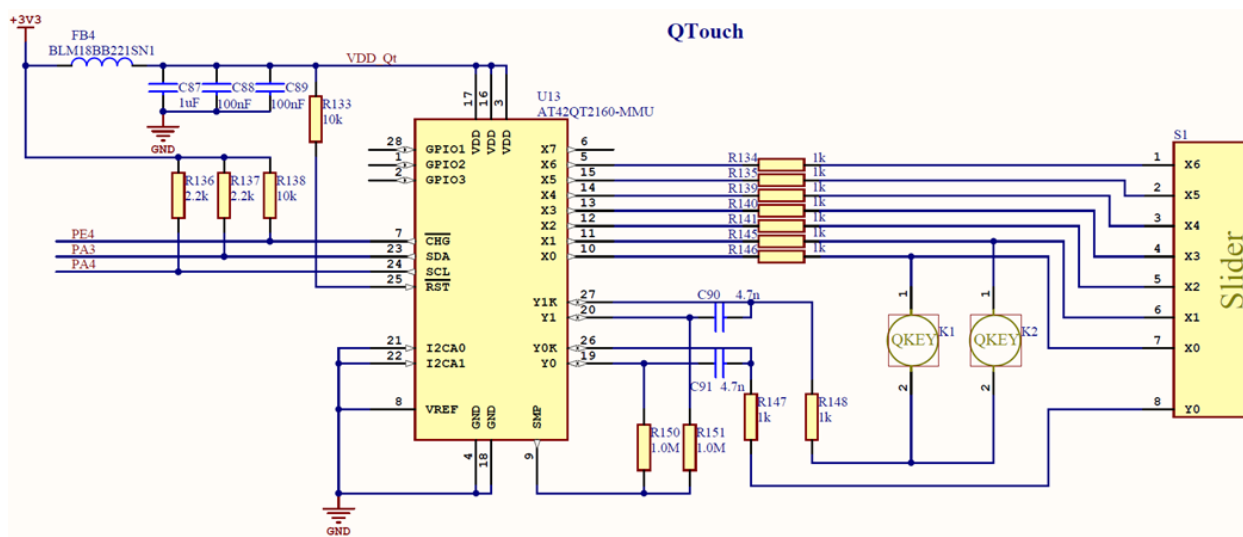 +3V3
QTouch
FB4
BLM18BB221SN1
VDD_Qt
C87
1uF
C88
100nF
C89
100nF
R133
10k
GND
U13
AT42QT2160-MMU
17
16
3
VDD
VDD
VDD
28
GPIO1
1
GPIO2
2
GPIO3
X7
6
X6
5
X5
15
X4
14
X3
13
X2
12
X1
11
X0
10
R134
1k
R135
1k
R139
1k
R140
1k
R141
1k
R145
1k
R146
1k
S1
1
X6
2
X5
3
X4
4
X3
5
X2
6
X1
7
X0
8
Y0
Slider
R136
2.2k
R137
2.2k
R138
10k
PE4
7
CHG
PA3
23
SDA
PA4
24
SCL
25
RST
Y1K
27
Y1
20
Y0K
26
Y0
19
C90
4.7n
C91
4.7n
1
QKEY
K1
2
1
QKEY
K2
2
21
I2CA0
22
I2CA1
8
VREF
GND
GND
SMP
4
18
9
R150
1.0M
R151
1.0M
R147
1k
R148
1k
GND